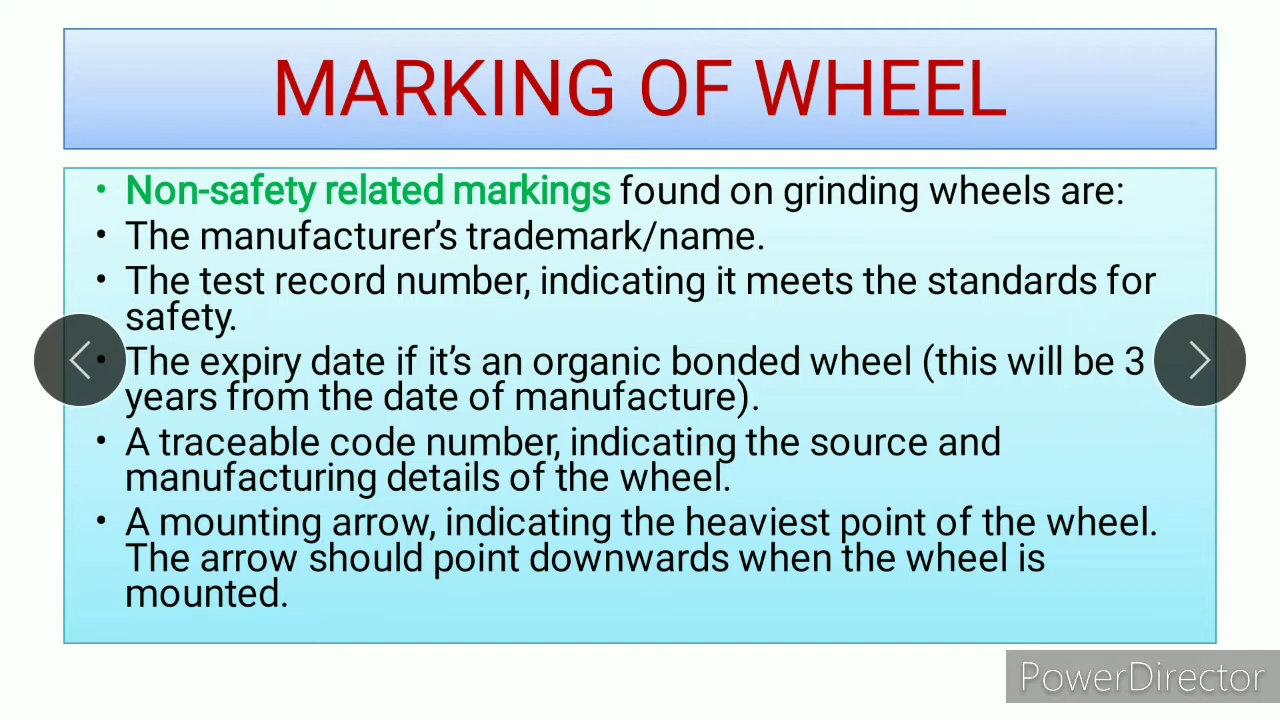 MARKING OF WHEEL
• Non-safety related markings found on grinding wheels are:
• The manufacturer's trademark/name.
• The test record number, indicating it meets the standards for
safety.
• The expiry date if it's an organic bonded wheel (this will be 3
years from the date of manufacture).
• A traceable code number, indicating the source and
manufacturing details of the wheel.
• A mounting arrow, indicating the heaviest point of the wheel.
The arrow should point downwards when the wheel is
mounted.
PowerDirector